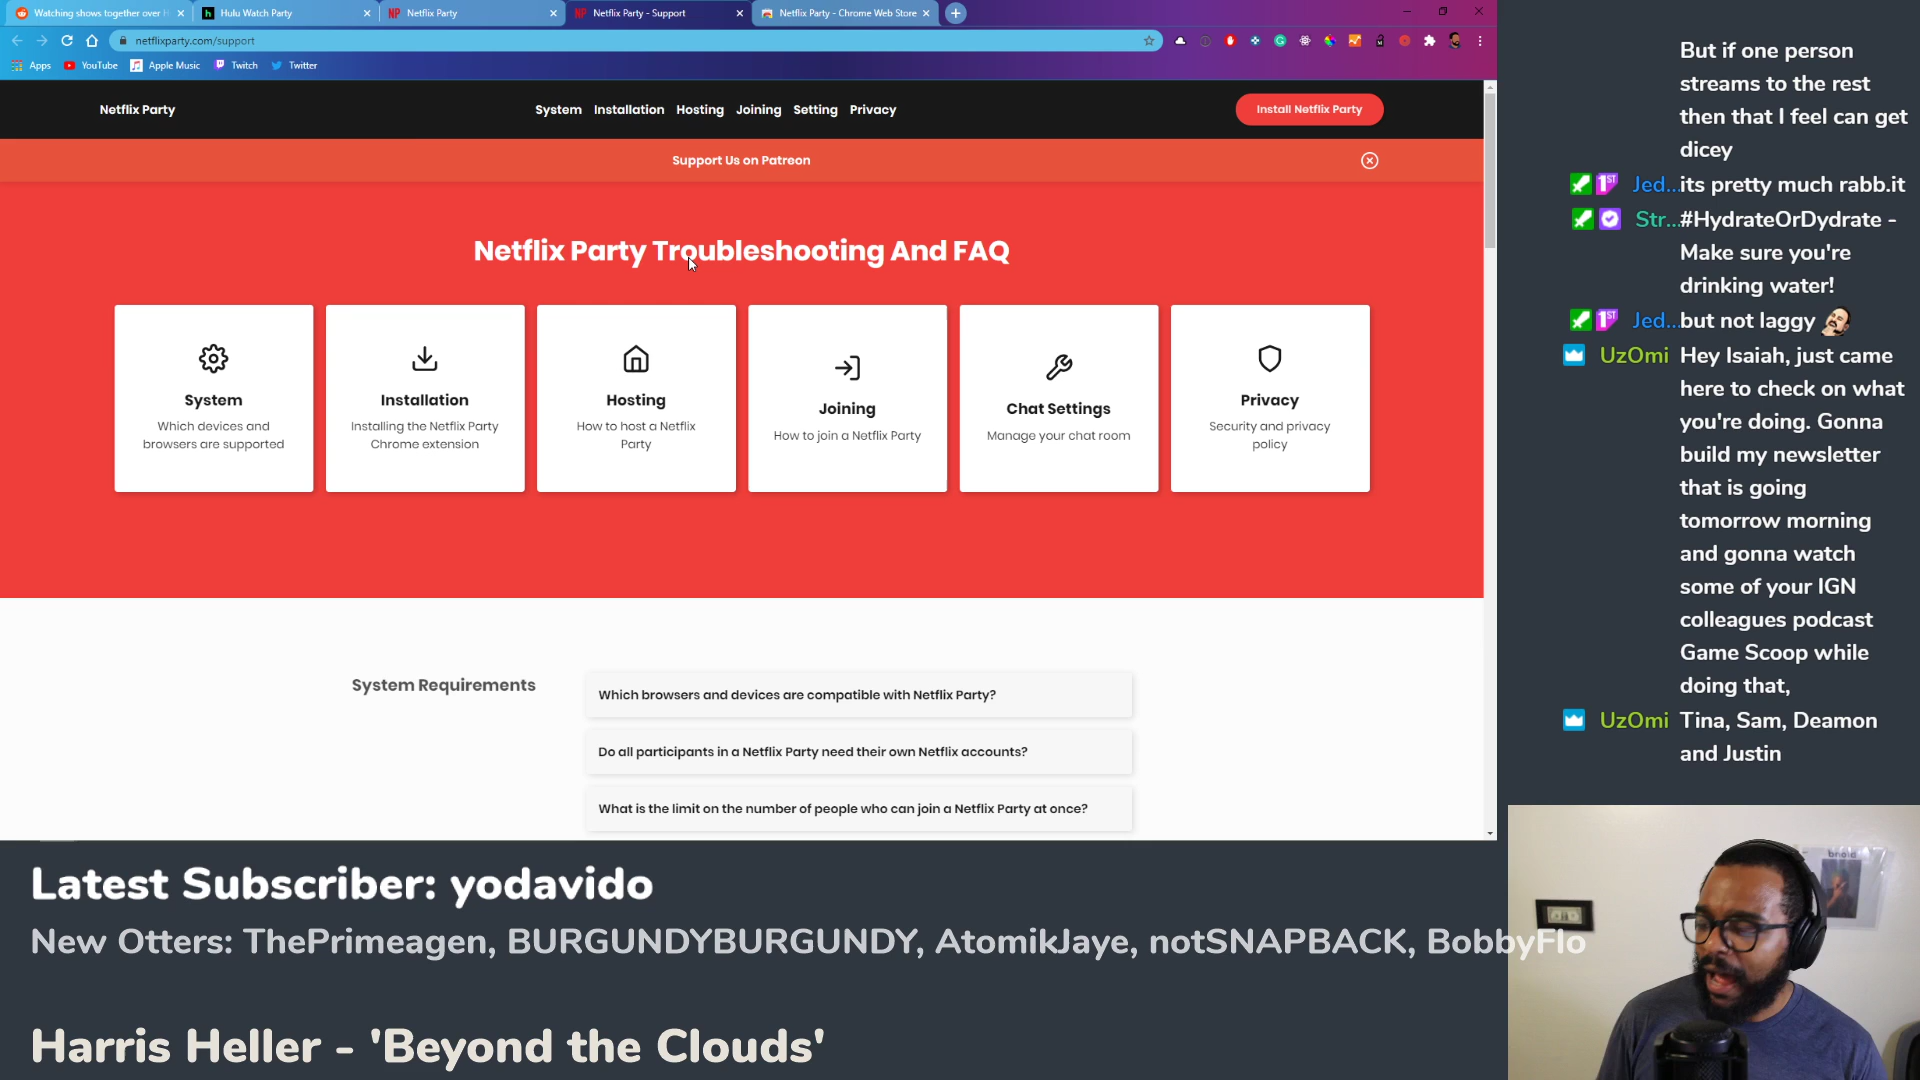 Watching shows together over H
Hulu Watch Party
Netflix Party
Netflix Party - Support
Netflix Party - Chrome Web Store
netflixparty.com/support
Apps
YouTube
Apple Music
Twitch
Twitter
Netflix Party
System
Installation
Hosting
Joining
Setting
Privacy
Install Netflix Party
Support Us on Patreon
Netflix Party Troubleshooting And FAQ
System
Which devices and
browsers are supported
Installation
Installing the Netflix Party
Chrome extension
Hosting
How to host a Netflix
Party
Joining
How to join a Netflix Party
Chat Settings
Manage your chat room
Privacy
Security and privacy
policy
System Requirements
Which browsers and devices are compatible with Netflix Party?
Do all participants in a Netflix Party need their own Netflix accounts?
What is the limit on the number of people who can join a Netflix Party at once?
But if one person
streams to the rest
then that I feel can get
dicey
Jed... its pretty much rabb.it
Str... #HydrateOrDydrate -
Make sure you're
drinking water!
Jed... but not laggy
UzOmi Hey Isaiah, just came
here to check on what
you're doing. Gonna
build my newsletter
that is going
tomorrow morning
and gonna watch
some of your IGN
colleagues podcast
Game Scoop while
doing that,
UzOmi Tina, Sam, Deamon
and Justin
Latest Subscriber: yodavido
New Otters: ThePrimeagen, BURGUNDYBURGUNDY, AtomikJaye, notSNAPBACK, BobbyFlo
Harris Heller - 'Beyond the Clouds'